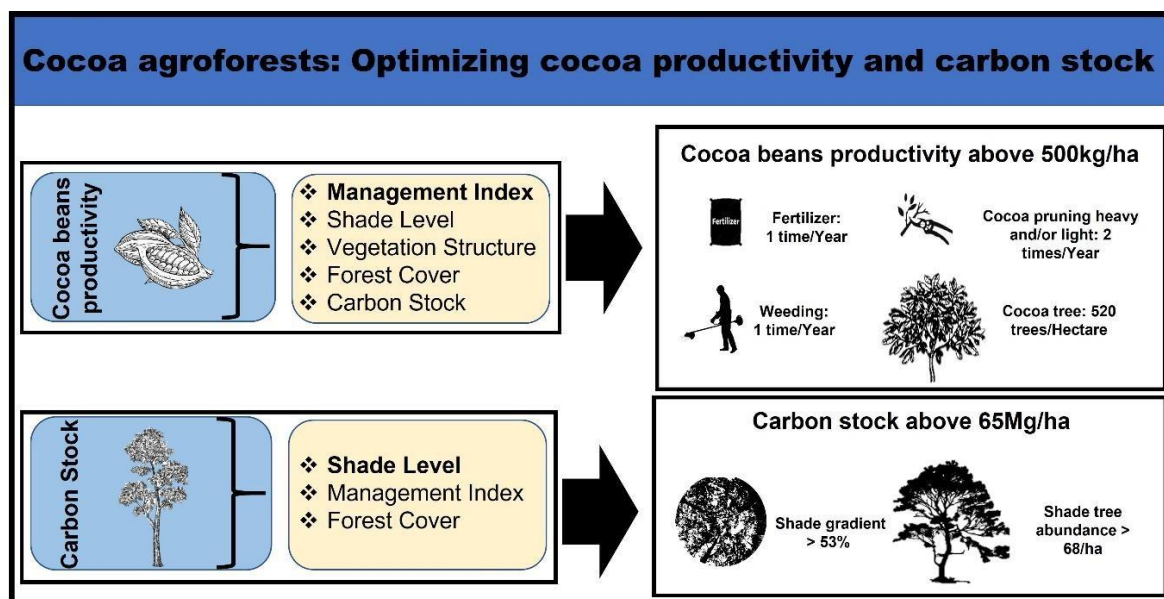 Cocoa agroforests: Optimizing cocoa productivity and carbon stock
Cocoa beans
productivity
❖ Management Index
❖ Shade Level
❖ Vegetation Structure
❖ Forest Cover
❖ Carbon Stock
Cocoa beans productivity above 500kg/ha
Fertilizer
Fertilizer:
1 time/Year
Cocoa pruning heavy
and/or light: 2
times/Year
Weeding:
1 time/Year
Cocoa tree: 520
trees/Hectare
Carbon Stock
❖ Shade Level
❖ Management Index
❖ Forest Cover
Carbon stock above 65Mg/ha
Shade gradient
> 53%
Shade tree
abundance >
68/ha